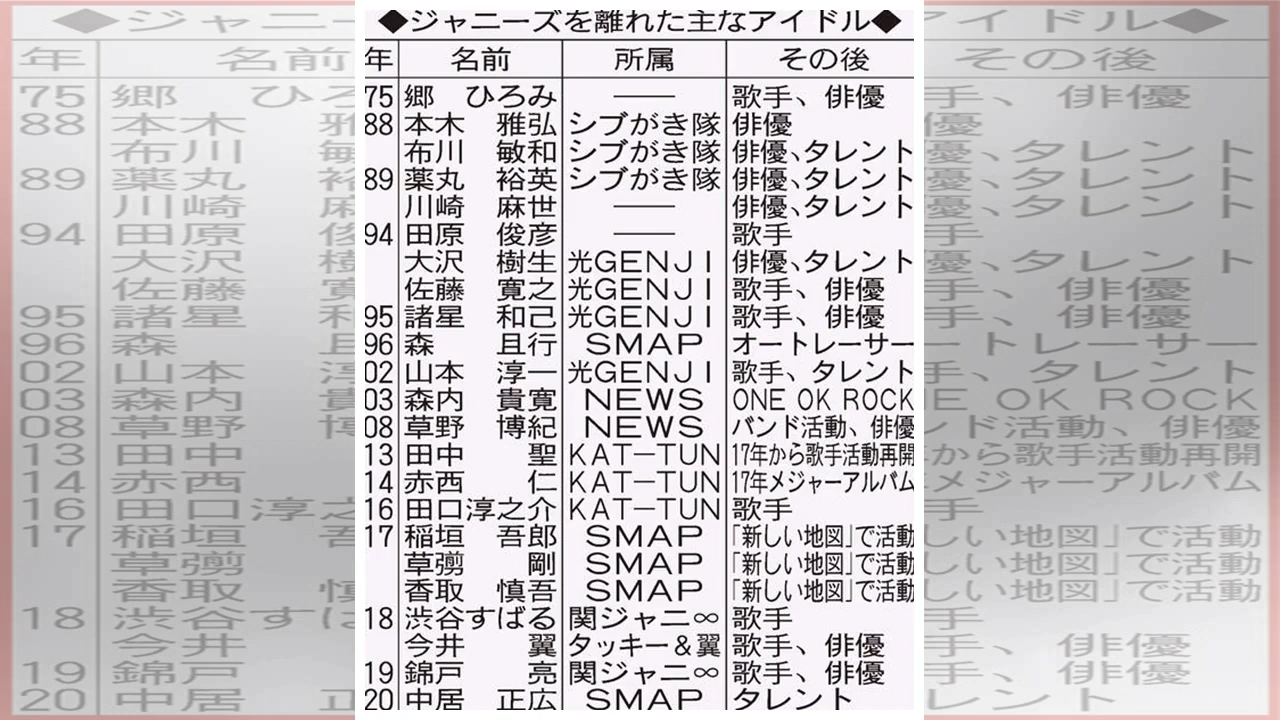 ◆ジャニーズを離れた主なアイドル◆
年 名前 所属 その後
75 郷 ひろみ ―― 歌手、俳優
88 本木 雅弘 シブがき隊 俳優
布川 敏和 シブがき隊 俳優、タレント
89 薬丸 裕英 シブがき隊 俳優、タレント
川崎 麻世 ―― 俳優、タレント
94 田原 俊彦 ―― 歌手
大沢 樹生 光GENJI 俳優、タレント
佐藤 寛之 光GENJI 歌手、俳優
95 諸星 和己 光GENJI 歌手、俳優
96 森 且行 SMAP オートレーサー
02 山本 淳一 光GENJI 歌手、タレント
03 森内 貴寛 NEWS ONE OK ROCK
08 草野 博紀 NEWS バンド活動、俳優
13 田中 聖 KAT―TUN 17年から歌手活動再開
14 赤西 仁 KAT―TUN 17年メジャーアルバム
16 田口淳之介 KAT―TUN 歌手
17 稲垣 吾郎 SMAP 「新しい地図」で活動
草彅 剛 SMAP 「新しい地図」で活動
香取 慎吾 SMAP 「新しい地図」で活動
18 渋谷すばる 関ジャニ∞ 歌手
今井 翼 タッキー&翼 歌手、俳優
19 錦戸 亮 関ジャニ∞ 歌手、俳優
20 中居 正広 SMAP タレント